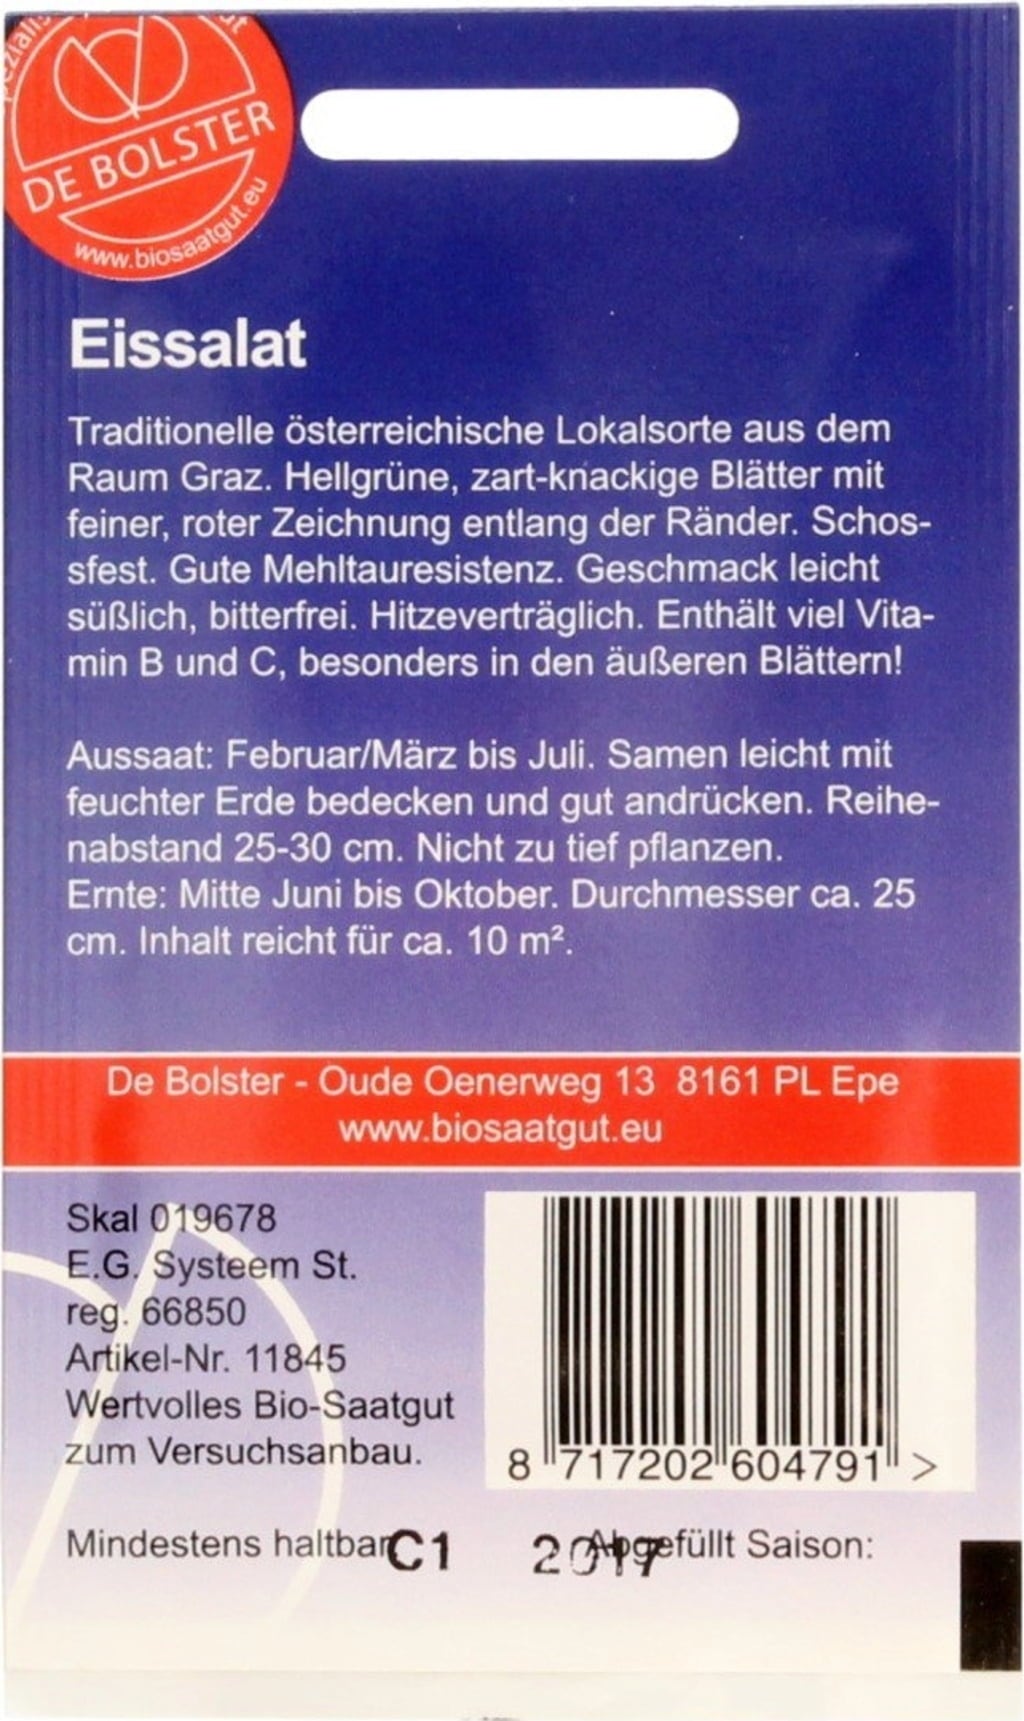 DE BOLSTER
www.biosaatgut.eu
Eissalat
Traditionelle österreichische Lokalsorte aus dem
Raum Graz. Hellgrüne, zart-knackige Blätter mit
feiner, roter Zeichnung entlang der Ränder. Schos-
sfest. Gute Mehltauresistenz. Geschmack leicht
süßlich, bitterfrei. Hitzeverträglich. Enthält viel Vita-
min B und C, besonders in den äußeren Blättern!
Aussaat: Februar/März bis Juli. Samen leicht mit
feuchter Erde bedecken und gut andrücken. Reihe-
nabstand 25-30 cm. Nicht zu tief pflanzen.
Ernte: Mitte Juni bis Oktober. Durchmesser ca. 25
cm. Inhalt reicht für ca. 10 m².
De Bolster - Oude Oenerweg 13 8161 PL Epe
www.biosaatgut.eu
Skal 019678
E.G. Systeem St.
reg. 66850
Artikel-Nr. 11845
Wertvolles Bio-Saatgut
zum Versuchsanbau.
8 717202 604791 >
Mindestens haltbar C1 2017 Abgefüllt Saison: